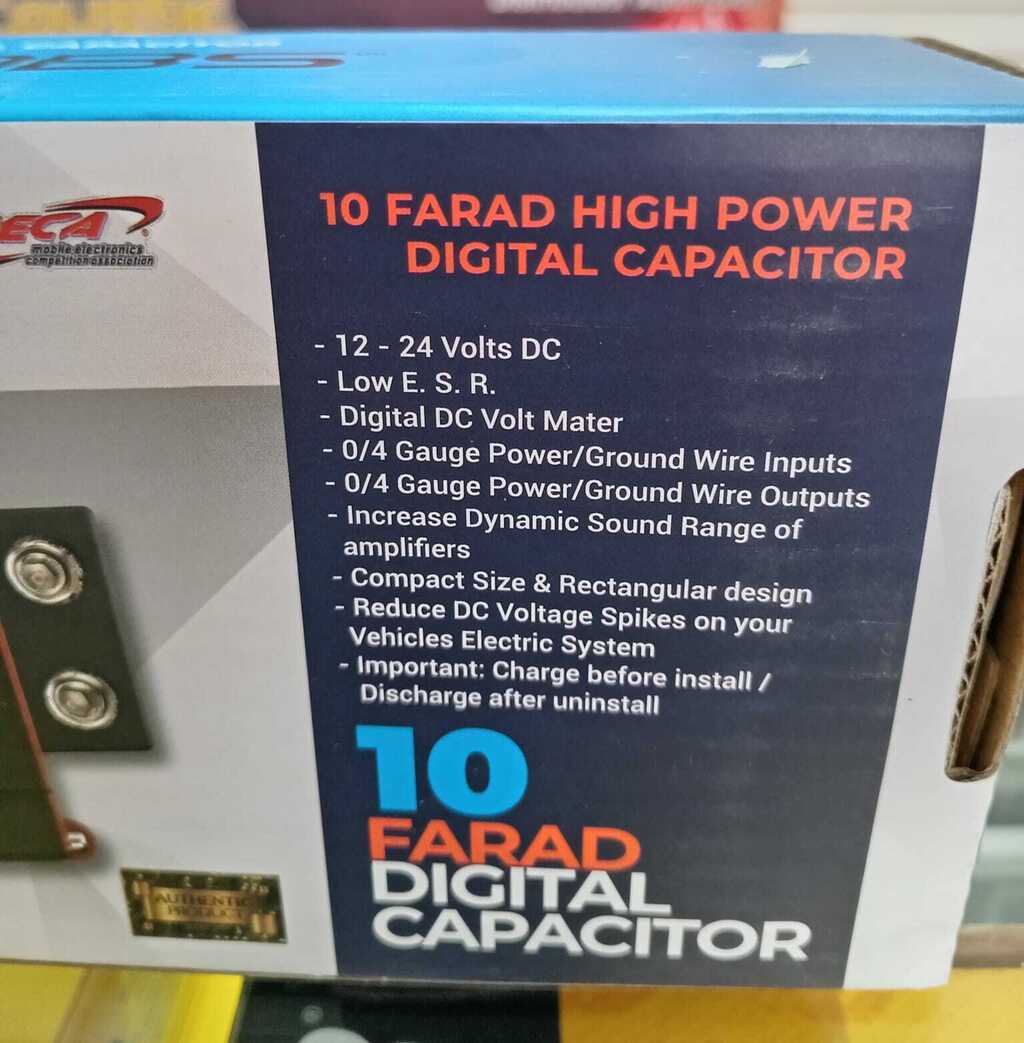 ECA
mobile electronics
competition association
10 FARAD HIGH POWER
DIGITAL CAPACITOR
- 12 - 24 Volts DC
- Low E. S. R.
- Digital DC Volt Mater
- 0/4 Gauge Power/Ground Wire Inputs
- 0/4 Gauge Power/Ground Wire Outputs
- Increase Dynamic Sound Range of
amplifiers
- Compact Size & Rectangular design
- Reduce DC Voltage Spikes on your
Vehicles Electric System
- Important: Charge before install /
Discharge after uninstall
10
FARAD
DIGITAL
CAPACITOR
AUTHENTIC
PRODUCT